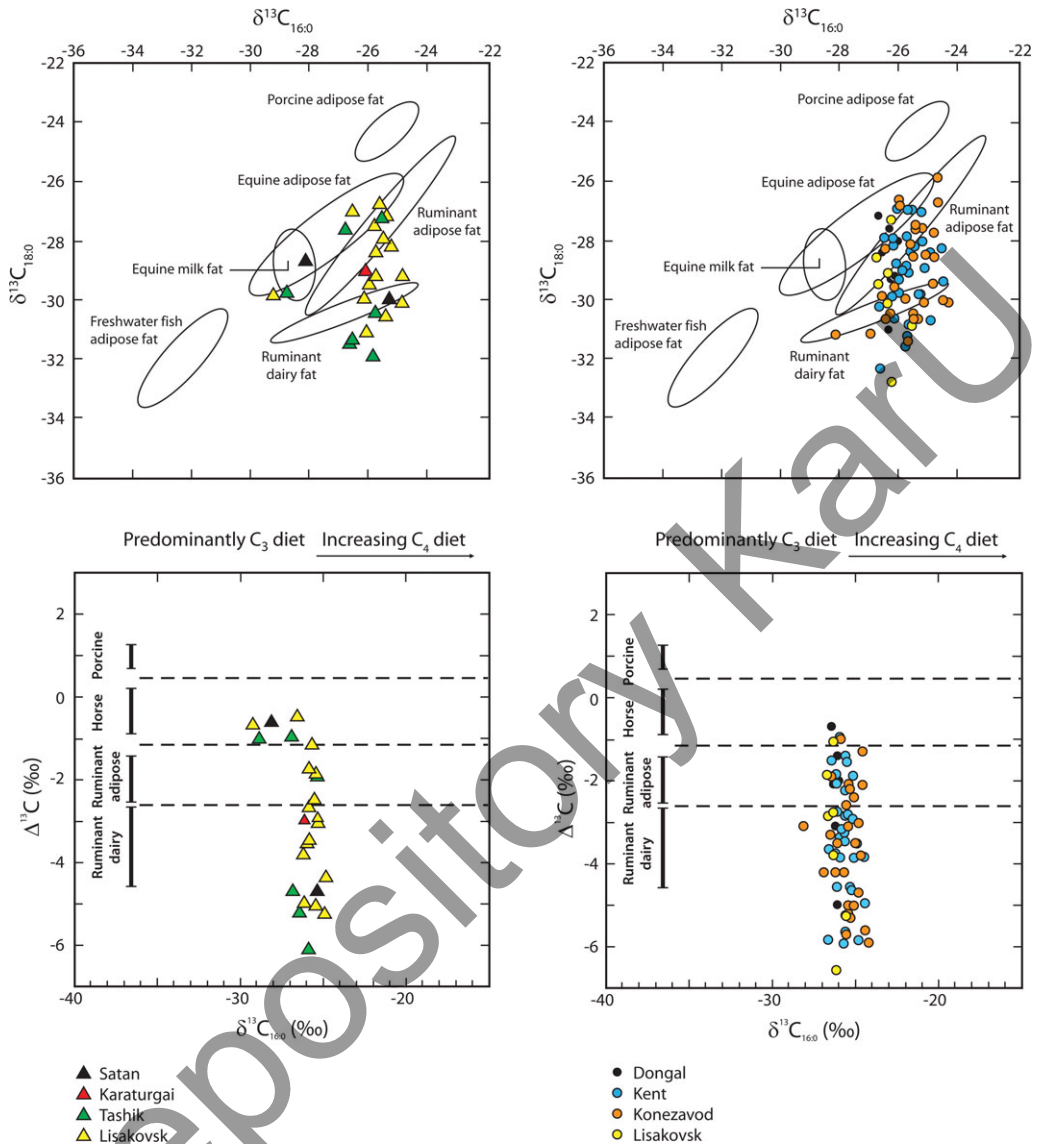 δ¹³C₁₆:₀
-36 -34 -32 -30 -28 -26 -24 -22
-22
-24
-26
-28
-30
-32
-34
-36
δ¹³C₁₈:₀
Porcine adipose fat
Equine adipose fat
Ruminant
adipose fat
Equine milk fat
Freshwater fish
adipose fat
Ruminant
dairy fat
δ¹³C₁₆:₀
-36 -34 -32 -30 -28 -26 -24 -22
-22
-24
-26
-28
-30
-32
-34
-36
δ¹³C₁₈:₀
Porcine adipose fat
Equine adipose fat
Ruminant
adipose fat
Equine milk fat
Freshwater fish
adipose fat
Ruminant
dairy fat
Predominantly C₃ diet Increasing C₄ diet
2
0
-2
-4
-6
Δ¹³C (‰)
Porcine
Horse
Ruminant
adipose
Ruminant
dairy
-40 -30 -20
δ¹³C₁₆:₀ (‰)
Predominantly C₃ diet Increasing C₄ diet
2
0
-2
-4
-6
Δ¹³C (‰)
Porcine
Horse
Ruminant
adipose
Ruminant
dairy
-40 -30 -20
δ¹³C₁₆:₀ (‰)
Satan
Karaturgai
Tashik
Lisakovsk
Dongal
Kent
Konezavod
Lisakovsk
epository KarU